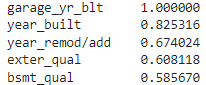 garage_yr_blt 1.000000
year_built 0.825316
year_remod/add 0.674024
exter_qual 0.608118
bsmt_qual 0.585670